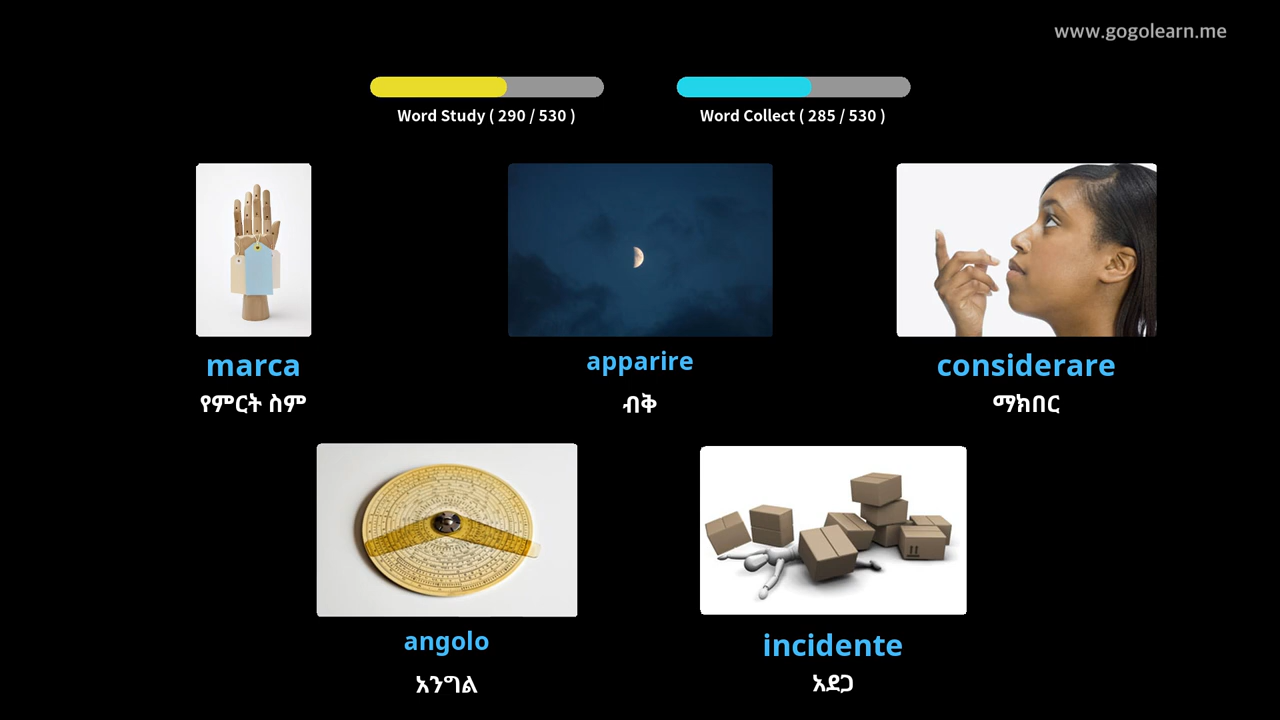 www.gogolearn.me
Word Study ( 290 / 530 )
Word Collect ( 285 / 530 )
marca
apparire
considerare
የምርት ስም
ብቅ
ማክበር
angolo
incidente
አንግል
አደጋ